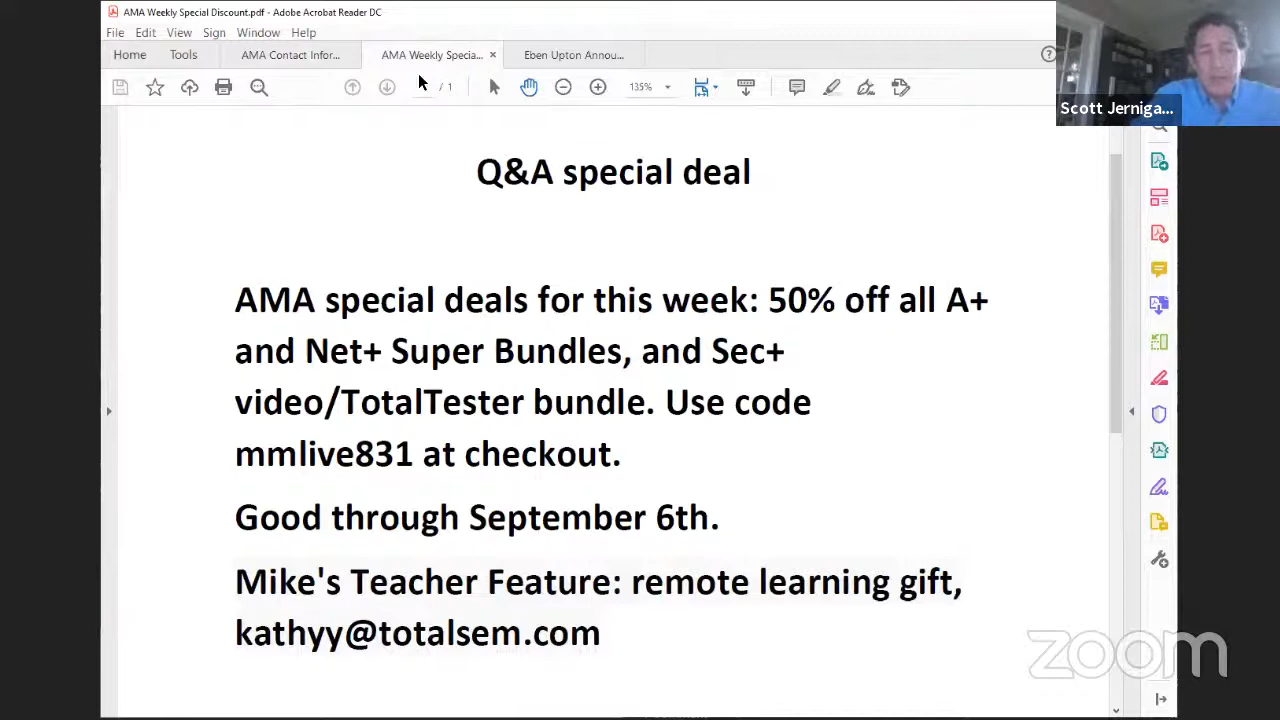 AMA Weekly Special Discount.pdf - Adobe Acrobat Reader DC
File Edit View Sign Window Help
Home Tools AMA Contact Infor... AMA Weekly Specia... × Eben Upton Annou...
/ 1 135%
Scott Jerniga...
Q&A special deal
AMA special deals for this week: 50% off all A+
and Net+ Super Bundles, and Sec+
video/TotalTester bundle. Use code
mmlive831 at checkout.
Good through September 6th.
Mike's Teacher Feature: remote learning gift,
kathyy@totalsem.com
zoom